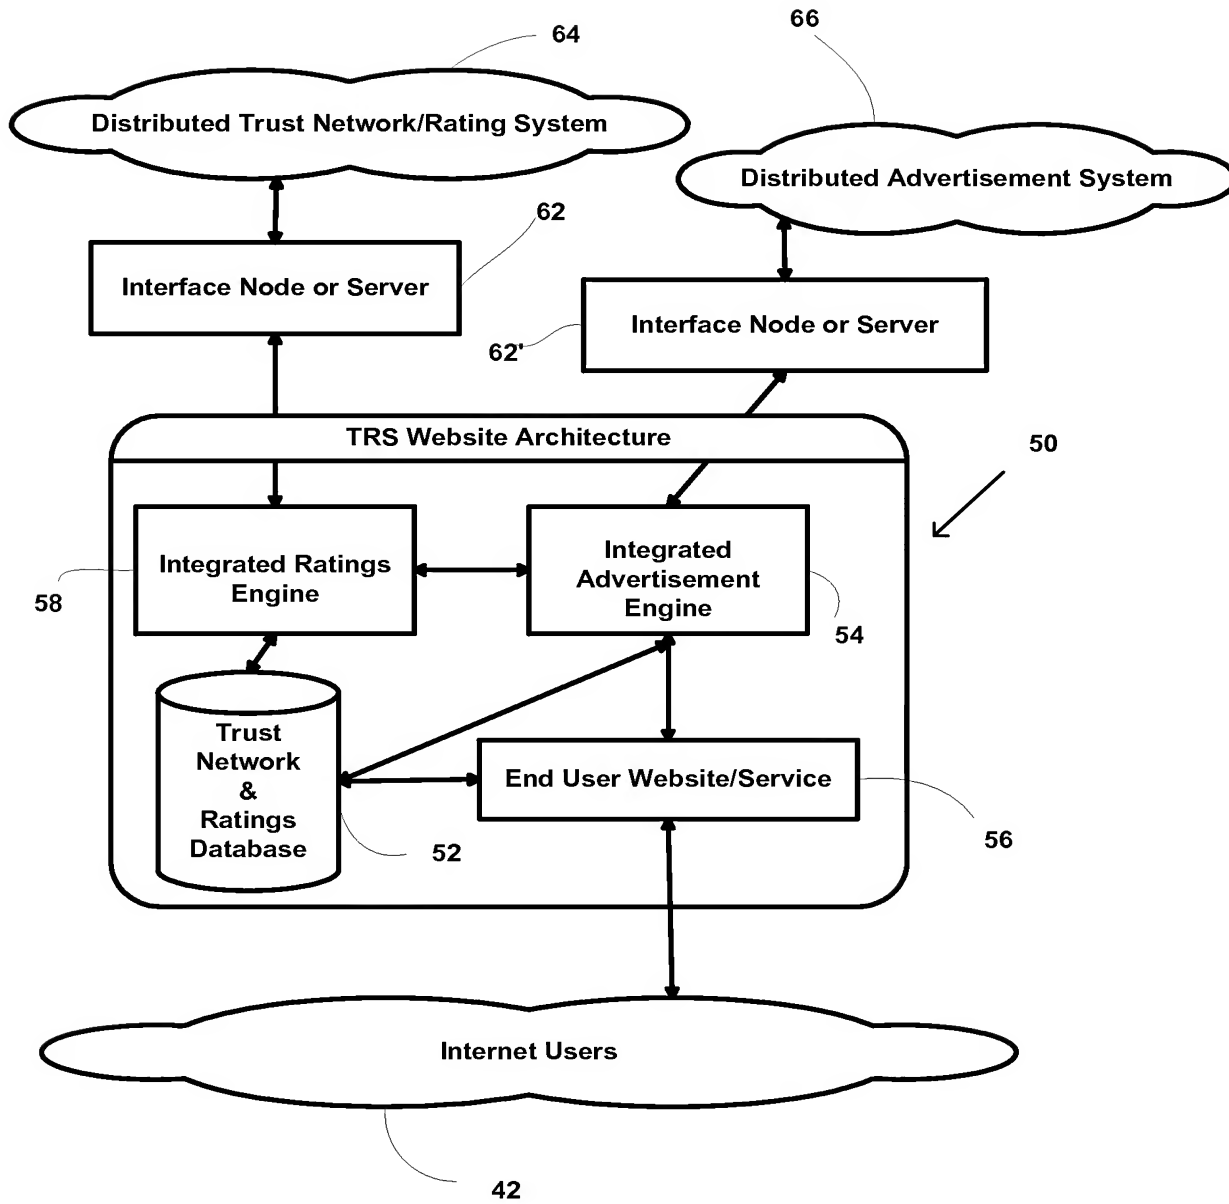 66
64
Distributed Trust Network/Rating System
Distributed Advertisement System
62
Interface Node or Server
Interface Node or Server
62'
TRS Website Architecture
50
Integrated Ratings
Engine
Integrated
Advertisement
Engine
58
54
Trust
Network
&
Ratings
Database
End User Website/Service
52
56
Internet Users
42